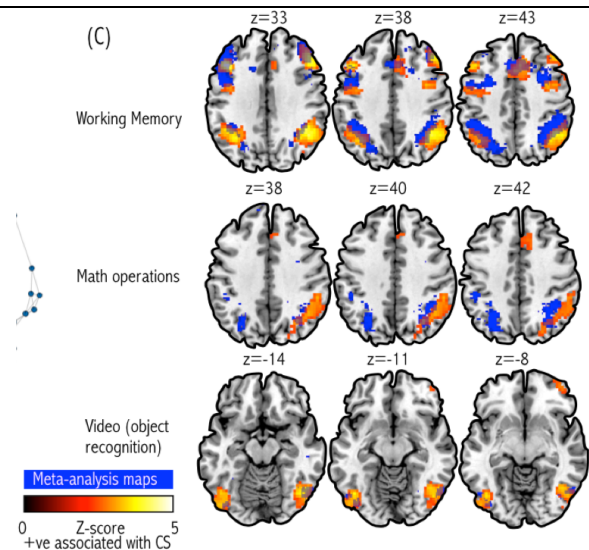 (C)
z=33 z=38 z=43
Working Memory
z=38 z=40 z=42
Math operations
z=-14 z=-11 z=-8
Video (object
recognition)
Meta-analysis maps
0 Z-score 5
+ve associated with CS